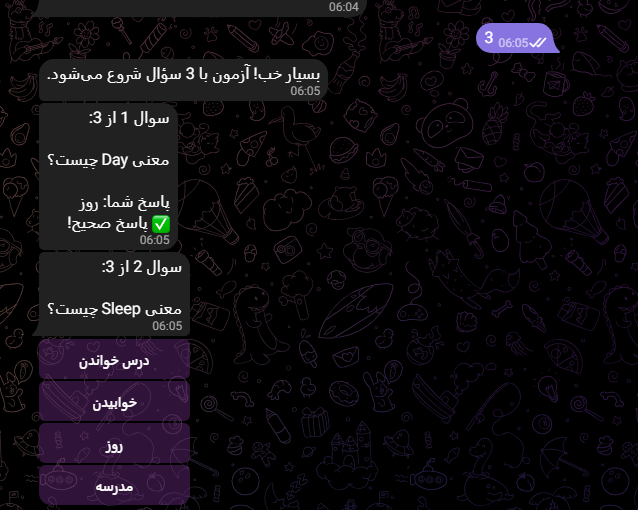 06:04
3 06:05
بسیار خب! آزمون با 3 سؤال شروع می‌شود.
06:05
سوال 1 از 3:
معنی Day چیست؟
پاسخ شما: روز
✅ پاسخ صحیح!
06:05
سوال 2 از 3:
معنی Sleep چیست؟
06:05
درس خواندن
خوابیدن
روز
مدرسه